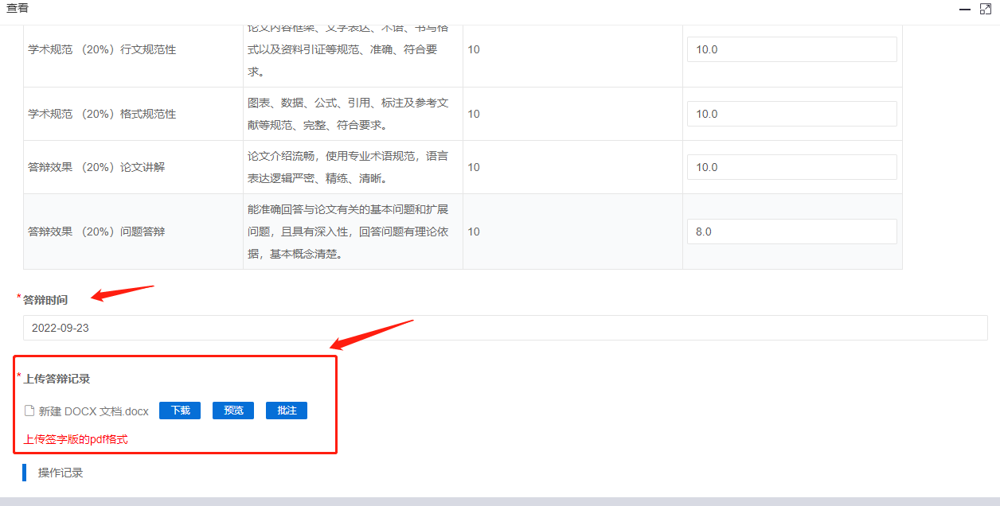 查看
论文内容框架、文字表达、术语、书写格
学术规范 （20%）行文规范性
式以及资料引证等规范、准确、符合要
10
10.0
求。
图表、数据、公式、引用、标注及参考文
学术规范 （20%）格式规范性
10
10.0
献等规范、完整、符合要求。
论文介绍流畅，使用专业术语规范，语言
答辩效果 （20%）论文讲解
10
10.0
表达逻辑严密、精练、清晰。
能准确回答与论文有关的基本问题和扩展
答辩效果 （20%）问题答辩
问题，且具有深入性，回答问题有理论依
10
8.0
据，基本概念清楚。
*答辩时间
2022-09-23
*上传答辩记录
新建 DOCX 文档.docx
下载
预览
批注
上传签字版的pdf格式
操作记录